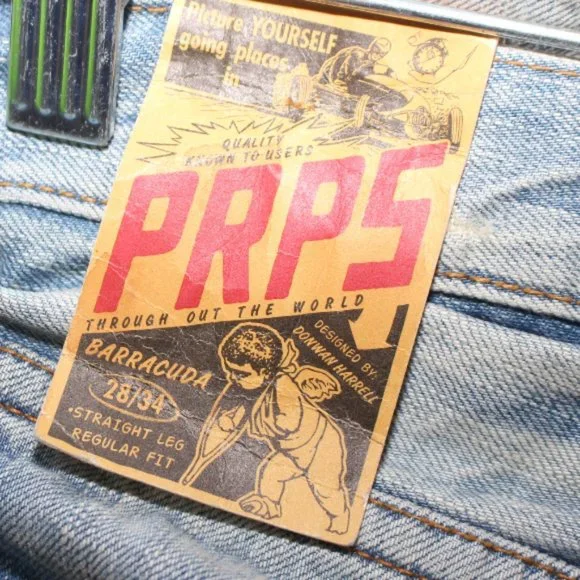 Picture YOURSELF
going places
in
QUALITY
KNOWN TO USERS
PRPS
THROUGH OUT THE WORLD
BARRACUDA
28/34
•STRAIGHT LEG
REGULAR FIT
DESIGNED BY
DONWAN HARRELL